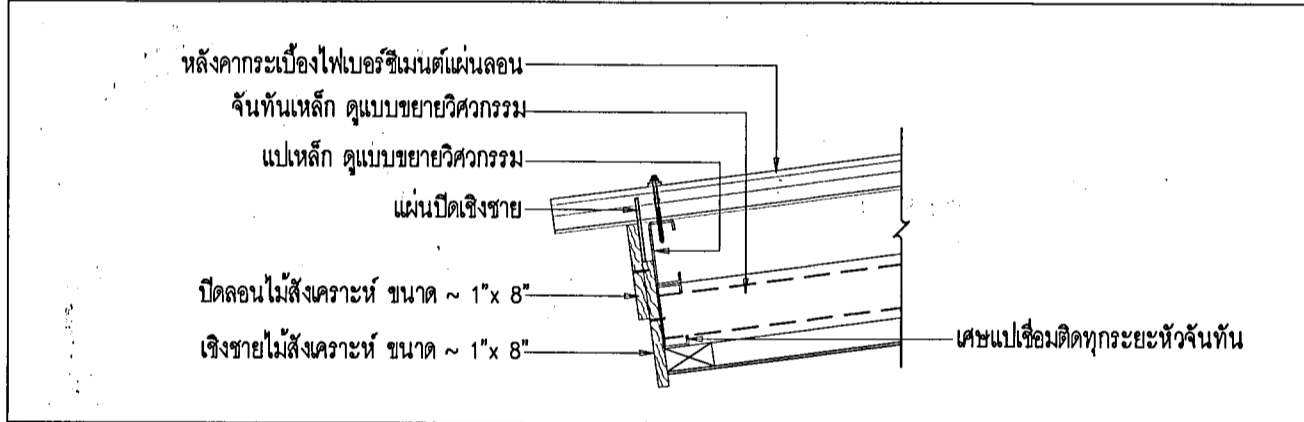 หลังคากระเบื้องไฟเบอร์ซีเมนต์แผ่นลอน
จันทันเหล็ก ดูแบบขยายวิศวกรรม
แปเหล็ก ดูแบบขยายวิศวกรรม
แผ่นปิดเชิงชาย
ปิดลอนไม้สังเคราะห์ ขนาด ~ 1"x 8"
เชิงชายไม้สังเคราะห์ ขนาด ~ 1"x 8"
เศษแปเชื่อมติดทุกระยะหัวจันทัน